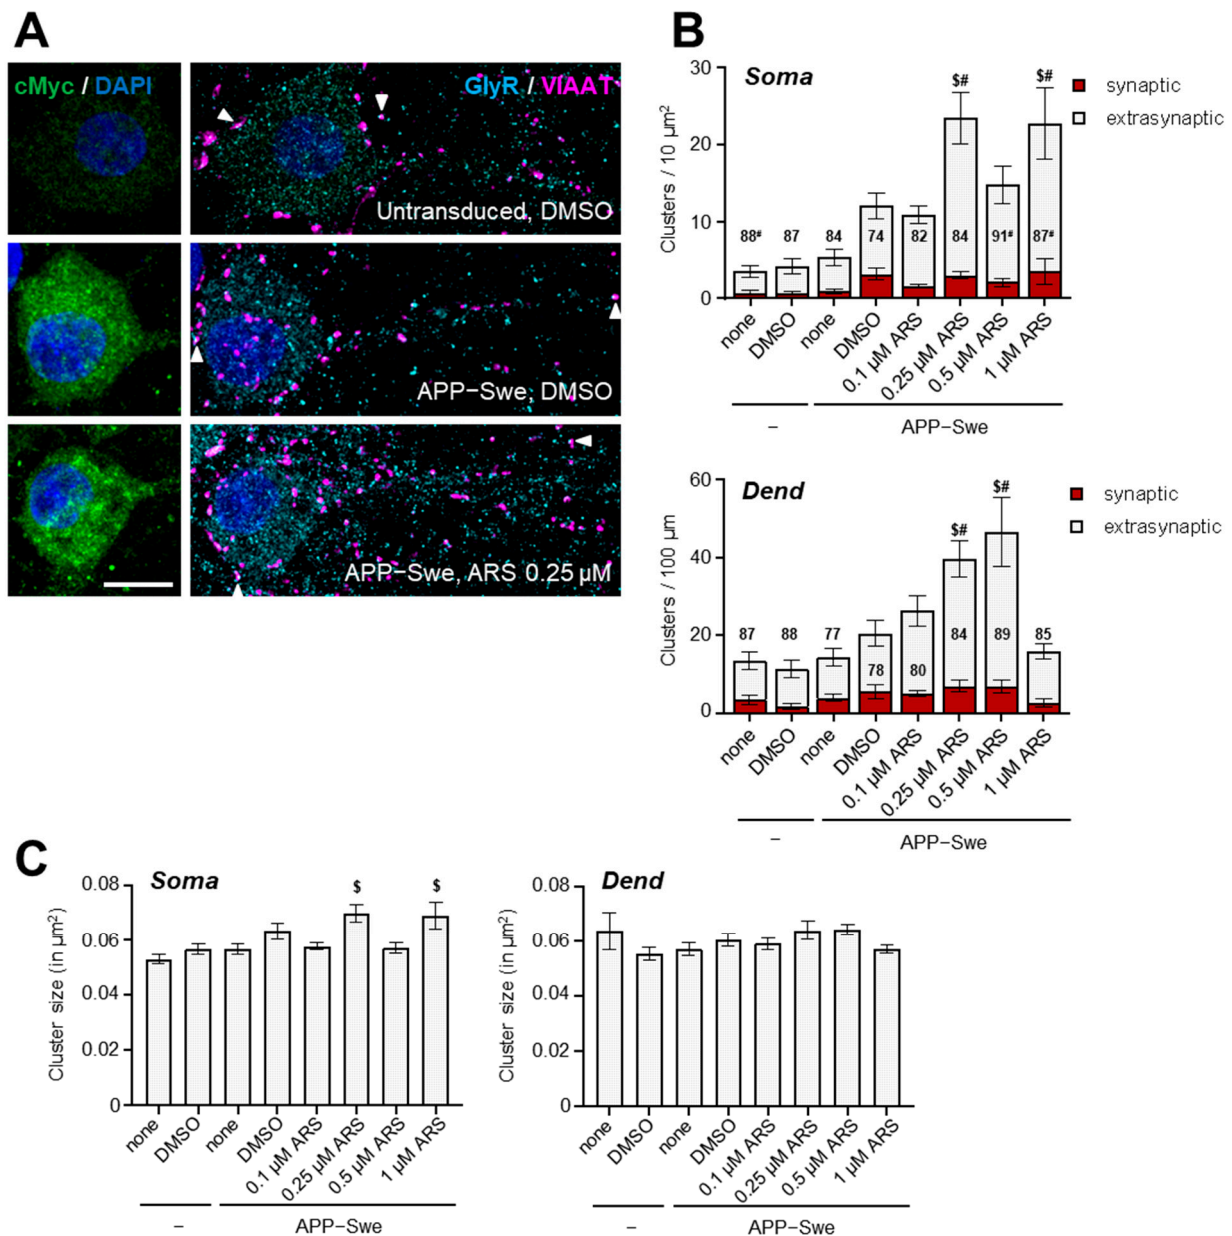 A
cMyc / DAPI
GlyR / VIAAT
Untransduced, DMSO
APP–Swe, DMSO
APP–Swe, ARS 0.25 µM
B
Soma
synaptic
extrasynaptic
Clusters / 10 µm²
30
20
10
0
$#
$#
88# 87 84 74 82 84 91# 87#
none
DMSO
none
DMSO
0.1 µM ARS
0.25 µM ARS
0.5 µM ARS
1 µM ARS
–
APP–Swe
Dend
synaptic
extrasynaptic
Clusters / 100 µm
60
40
20
0
$#
$#
87 88 77 78 80 84 89 85
none
DMSO
none
DMSO
0.1 µM ARS
0.25 µM ARS
0.5 µM ARS
1 µM ARS
–
APP–Swe
C
Soma
Cluster size (in µm²)
0.08
0.06
0.04
0.02
0
$
$
none
DMSO
none
DMSO
0.1 µM ARS
0.25 µM ARS
0.5 µM ARS
1 µM ARS
–
APP–Swe
Dend
Cluster size (in µm²)
0.08
0.06
0.04
0.02
0
none
DMSO
none
DMSO
0.1 µM ARS
0.25 µM ARS
0.5 µM ARS
1 µM ARS
–
APP–Swe